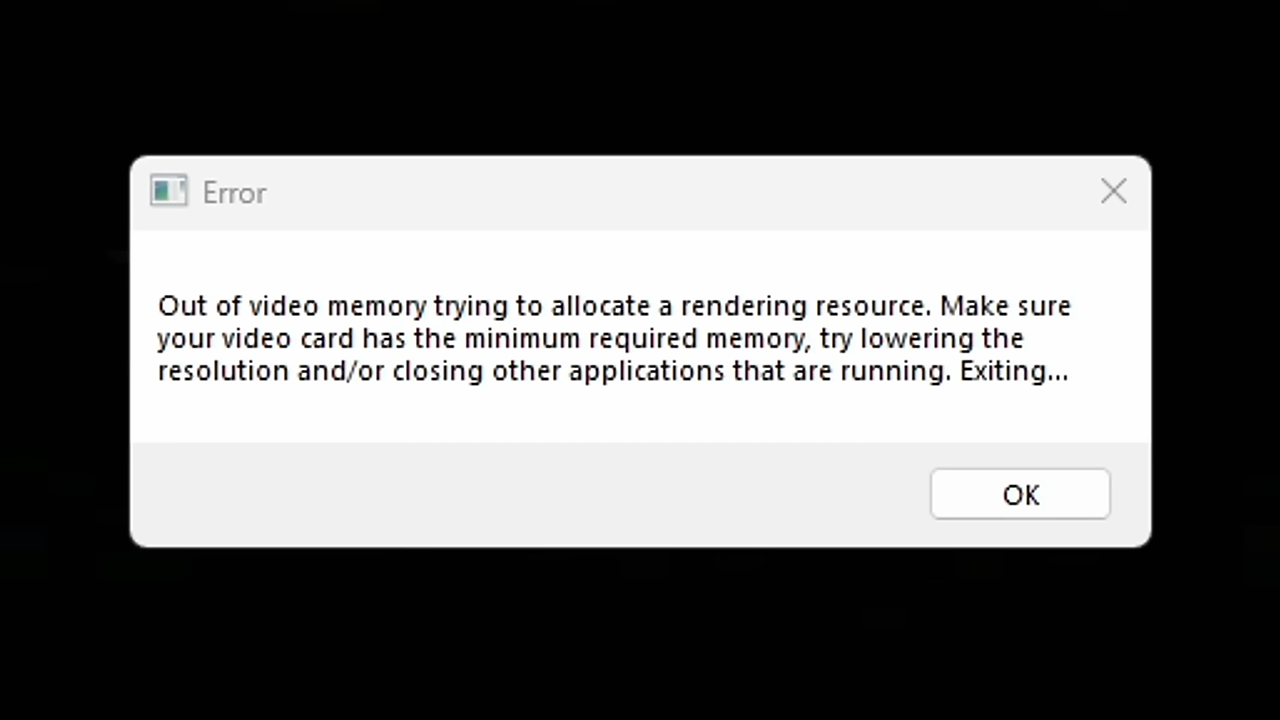 Error
Out of video memory trying to allocate a rendering resource. Make sure
your video card has the minimum required memory, try lowering the
resolution and/or closing other applications that are running. Exiting...
OK